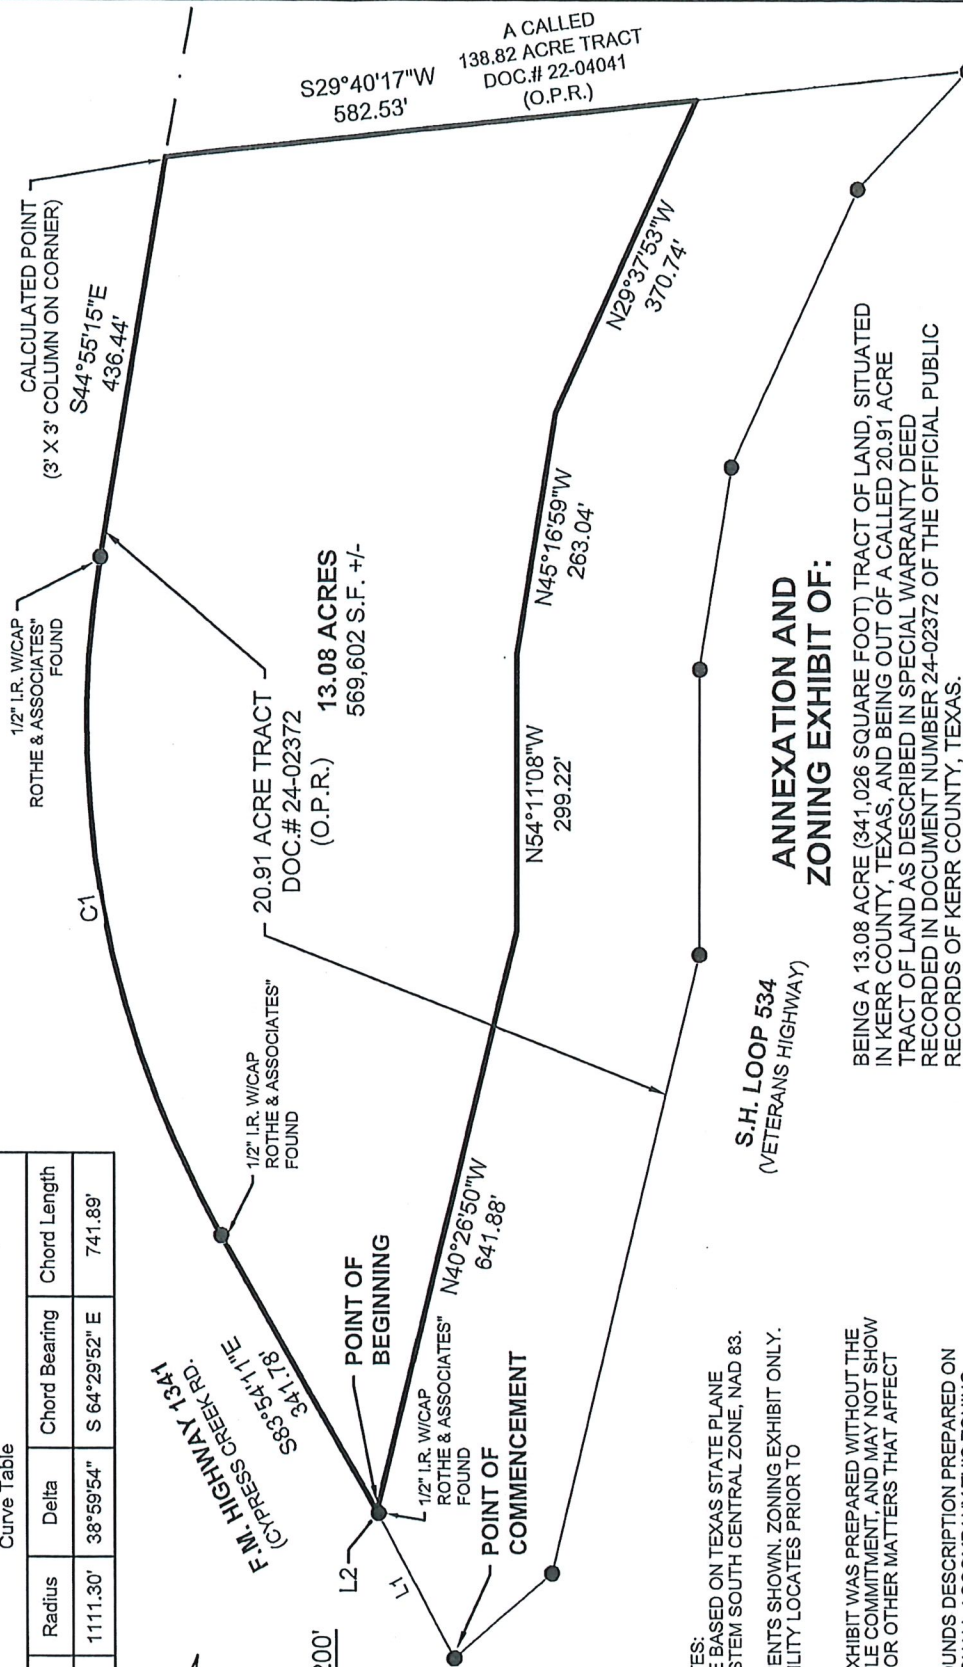 Curve Table
Radius Delta Chord Bearing Chord Length
1111.30' 38°59'54" S 64°29'52" E 741.89'
A CALLED
138.82 ACRE TRACT
DOC.# 22-04041
(O.P.R.)
S29°40'17"W
582.53'
CALCULATED POINT
(3' X 3' COLUMN ON CORNER)
S44°55'15"E
436.44'
1/2" I.R. W/CAP
ROTHE & ASSOCIATES"
FOUND
C1
20.91 ACRE TRACT
DOC.# 24-02372
(O.P.R.)
13.08 ACRES
569,602 S.F. +/-
N29°37'53"W
370.74'
N45°16'59"W
263.04'
N54°11'08"W
299.22'
1/2" I.R. W/CAP
ROTHE & ASSOCIATES"
FOUND
F.M. HIGHWAY 1341
(CYPRESS CREEK RD.
S83°54'11"E
341.78'
POINT OF
BEGINNING
N40°26'50"W
641.88'
L2
L1
1/2" I.R. W/CAP
ROTHE & ASSOCIATES"
FOUND
POINT OF
COMMENCEMENT
S.H. LOOP 534
(VETERANS HIGHWAY)
ANNEXATION AND
ZONING EXHIBIT OF:
BEING A 13.08 ACRE (341,026 SQUARE FOOT) TRACT OF LAND, SITUATED
IN KERR COUNTY, TEXAS, AND BEING OUT OF A CALLED 20.91 ACRE
TRACT OF LAND AS DESCRIBED IN SPECIAL WARRANTY DEED
RECORDED IN DOCUMENT NUMBER 24-02372 OF THE OFFICIAL PUBLIC
RECORDS OF KERR COUNTY, TEXAS.
00'
TES:
E BASED ON TEXAS STATE PLANE
STEM SOUTH CENTRAL ZONE, NAD 83.
ENTS SHOWN. ZONING EXHIBIT ONLY.
ILITY LOCATES PRIOR TO
XHIBIT WAS PREPARED WITHOUT THE
LE COMMITMENT, AND MAY NOT SHOW
OR OTHER MATTERS THAT AFFECT
OUNDS DESCRIPTION PREPARED ON